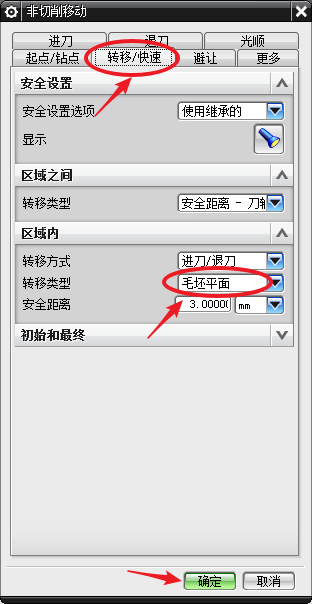 非切削移动
进刀 退刀 光顺
起点/钻点 转移/快速 避让 更多
安全设置
安全设置选项 使用继承的
显示
区域之间
转移类型 安全距离 - 刀轴
区域内
转移方式 进刀/退刀
转移类型 毛坯平面
安全距离 3.0000 mm
初始和最终
确定 取消